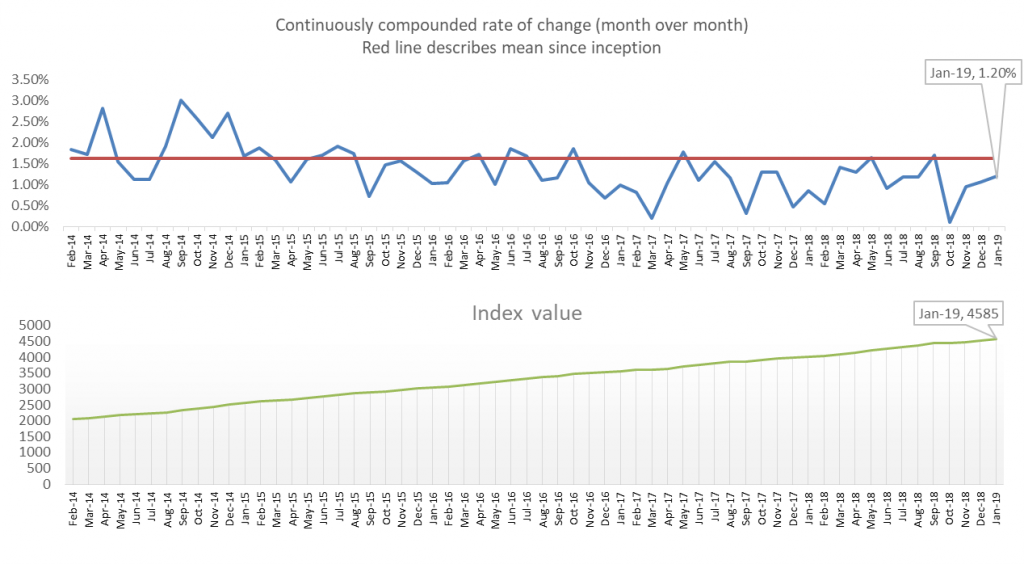 Continuously compounded rate of change (month over month)
Red line describes mean since inception
Jan-19, 1.20%
3.50%
3.00%
2.50%
2.00%
1.50%
1.00%
0.50%
0.00%
Feb-14 Mar-14 Apr-14 May-14 Jun-14 Jul-14 Aug-14 Sep-14 Oct-14 Nov-14 Dec-14 Jan-15 Feb-15 Mar-15 Apr-15 May-15 Jun-15 Jul-15 Aug-15 Sep-15 Oct-15 Nov-15 Dec-15 Jan-16 Feb-16 Mar-16 Apr-16 May-16 Jun-16 Jul-16 Aug-16 Sep-16 Oct-16 Nov-16 Dec-16 Jan-17 Feb-17 Mar-17 Apr-17 May-17 Jun-17 Jul-17 Aug-17 Sep-17 Oct-17 Nov-17 Dec-17 Jan-18 Feb-18 Mar-18 Apr-18 May-18 Jun-18 Jul-18 Aug-18 Sep-18 Oct-18 Nov-18 Dec-18 Jan-19
Index value
Jan-19, 4585
5000
4500
4000
3500
3000
2500
2000
1500
1000
500
0
Feb-14 Mar-14 Apr-14 May-14 Jun-14 Jul-14 Aug-14 Sep-14 Oct-14 Nov-14 Dec-14 Jan-15 Feb-15 Mar-15 Apr-15 May-15 Jun-15 Jul-15 Aug-15 Sep-15 Oct-15 Nov-15 Dec-15 Jan-16 Feb-16 Mar-16 Apr-16 May-16 Jun-16 Jul-16 Aug-16 Sep-16 Oct-16 Nov-16 Dec-16 Jan-17 Feb-17 Mar-17 Apr-17 May-17 Jun-17 Jul-17 Aug-17 Sep-17 Oct-17 Nov-17 Dec-17 Jan-18 Feb-18 Mar-18 Apr-18 May-18 Jun-18 Jul-18 Aug-18 Sep-18 Oct-18 Nov-18 Dec-18 Jan-19